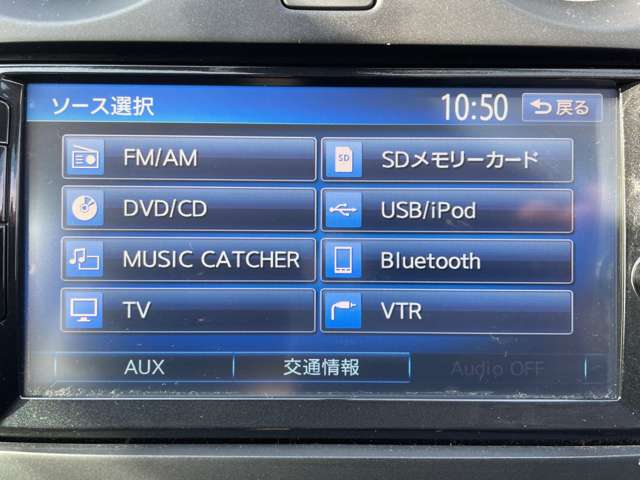 ソース選択
10:50
戻る
FM/AM
SD
SDメモリーカード
DVD/CD
USB/iPod
MUSIC CATCHER
Bluetooth
TV
VTR
AUX
交通情報
Audio OFF